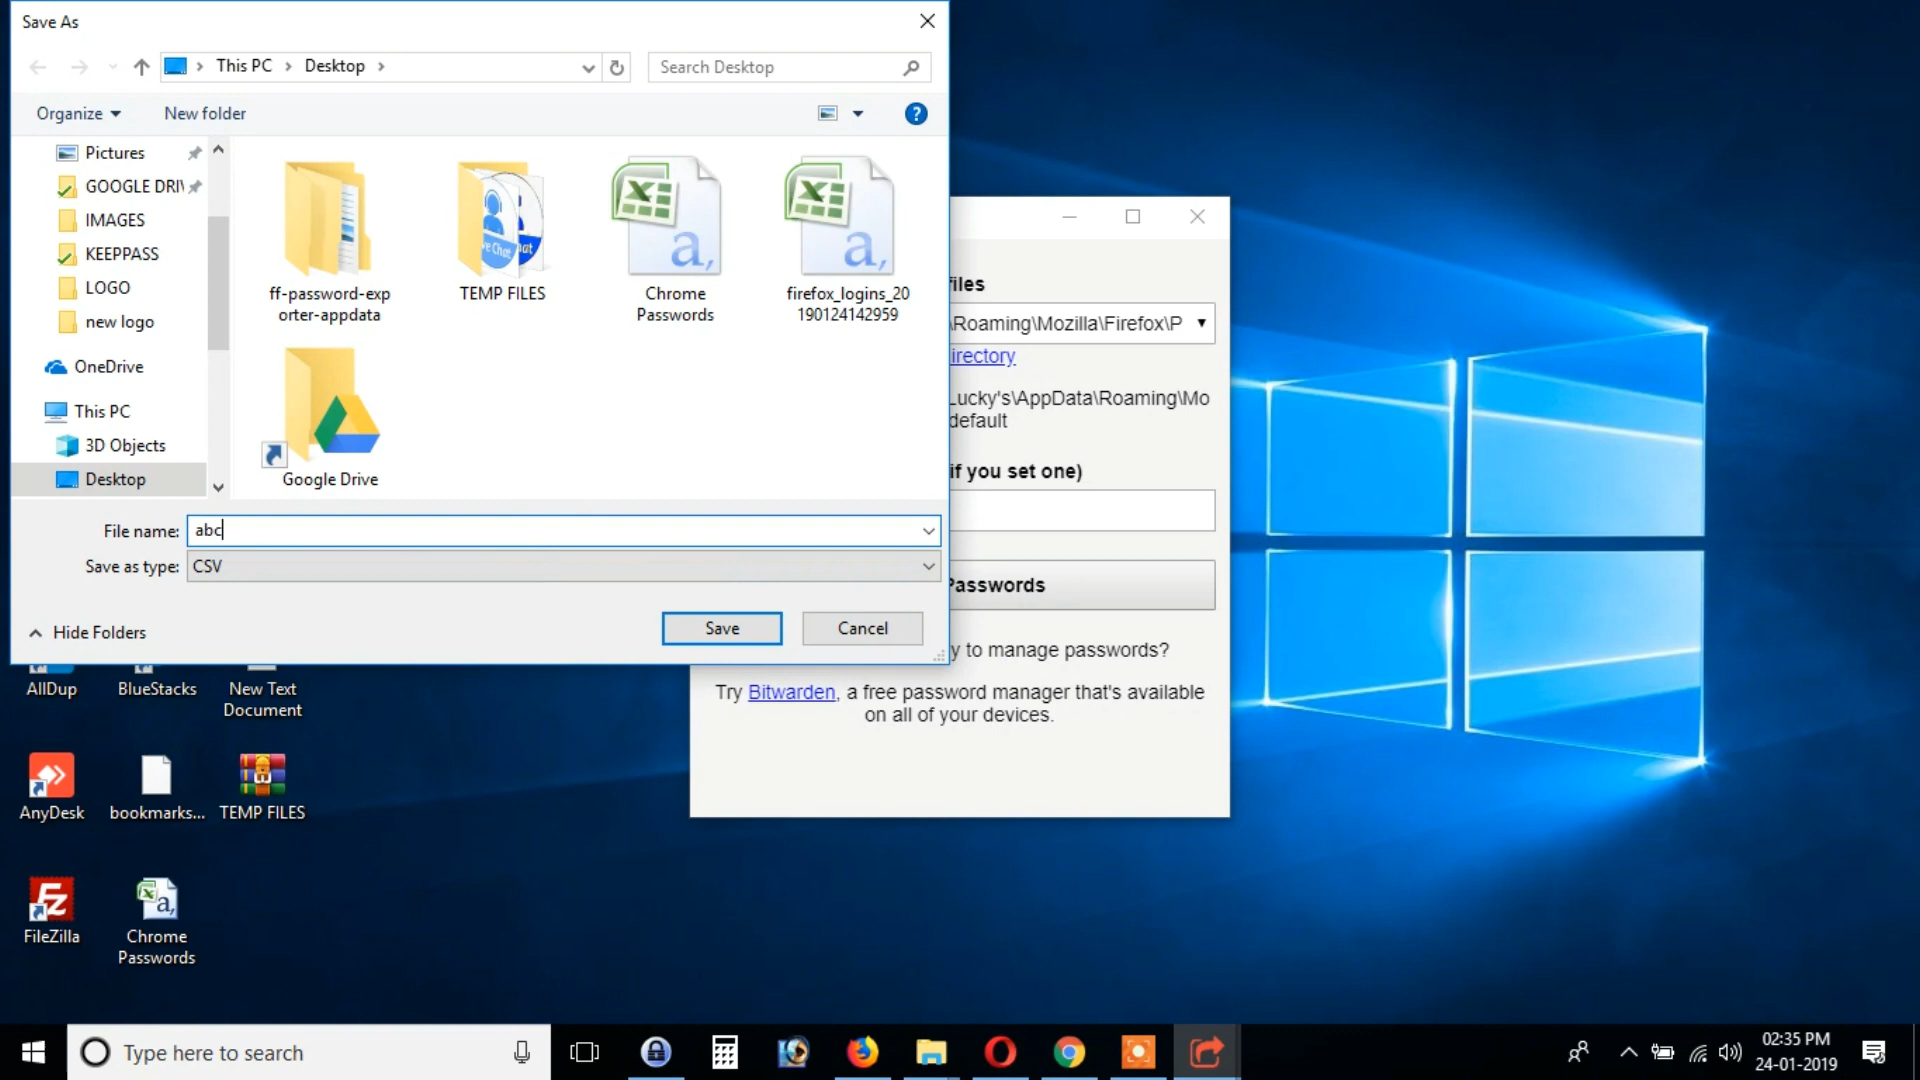 Save As
This PC > Desktop >
Search Desktop
Organize
New folder
Pictures
GOOGLE DRIV
IMAGES
KEEPPASS
LOGO
new logo
OneDrive
This PC
3D Objects
Desktop
ff-password-exp
orter-appdata
TEMP FILES
Chrome
Passwords
firefox_logins_20
190124142959
Google Drive
File name: abc
Save as type: CSV
Hide Folders
Save
Cancel
files
\Roaming\Mozilla\Firefox\P
irectory
Lucky's\AppData\Roaming\Mo
default
if you set one)
Passwords
y to manage passwords?
Try Bitwarden, a free password manager that's available
on all of your devices.
AllDup
BlueStacks
New Text
Document
AnyDesk
bookmarks...
TEMP FILES
FileZilla
Chrome
Passwords
Type here to search
02:35 PM
24-01-2019